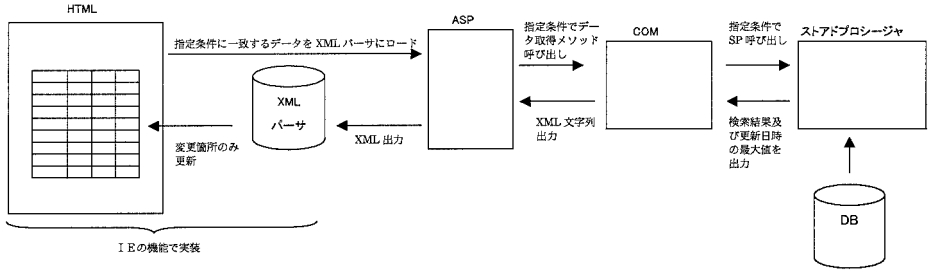 HTML
ASP
COM
ストアドプロシージャ
指定条件に一致するデータを XML パーサにロード
指定条件でデー
タ取得メソッド
呼び出し
指定条件で
SP 呼び出し
XML
パーサ
変更箇所のみ
更新
XML 出力
XML 文字列
出力
検索結果及
び更新日時
の最大値を
出力
DB
ＩＥの機能で実装